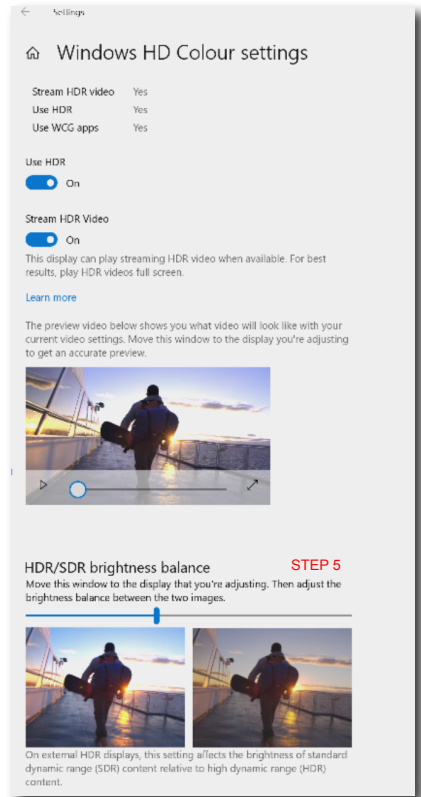 Settings
Windows HD Colour settings
Stream HDR video Yes
Use HDR Yes
Use WCG apps Yes
Use HDR
On
Stream HDR Video
On
This display can play streaming HDR video when available. For best
results, play HDR videos full screen.
Learn more
The preview video below shows you what video will look like with your
current video settings. Move this window to the display you're adjusting
to get an accurate preview.
HDR/SDR brightness balance STEP 5
Move this window to the display that you're adjusting. Then adjust the
brightness balance between the two images.
On external HDR displays, this setting affects the brightness of standard
dynamic range (SDR) content relative to high dynamic range (HDR)
content.